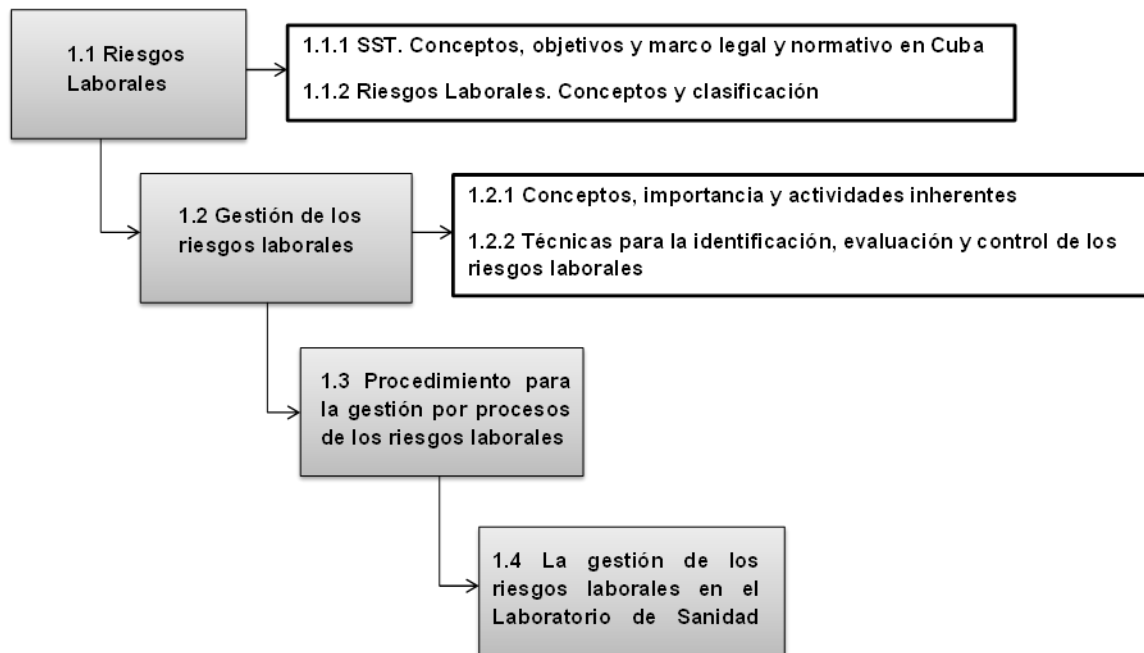 1.1 Riesgos
Laborales
1.1.1 SST. Conceptos, objetivos y marco legal y normativo en Cuba
1.1.2 Riesgos Laborales. Conceptos y clasificación
1.2 Gestión de los
riesgos laborales
1.2.1 Conceptos, importancia y actividades inherentes
1.2.2 Técnicas para la identificación, evaluación y control de los
riesgos laborales
1.3 Procedimiento para
la gestión por procesos
de los riesgos laborales
1.4 La gestión de los
riesgos laborales en el
Laboratorio de Sanidad